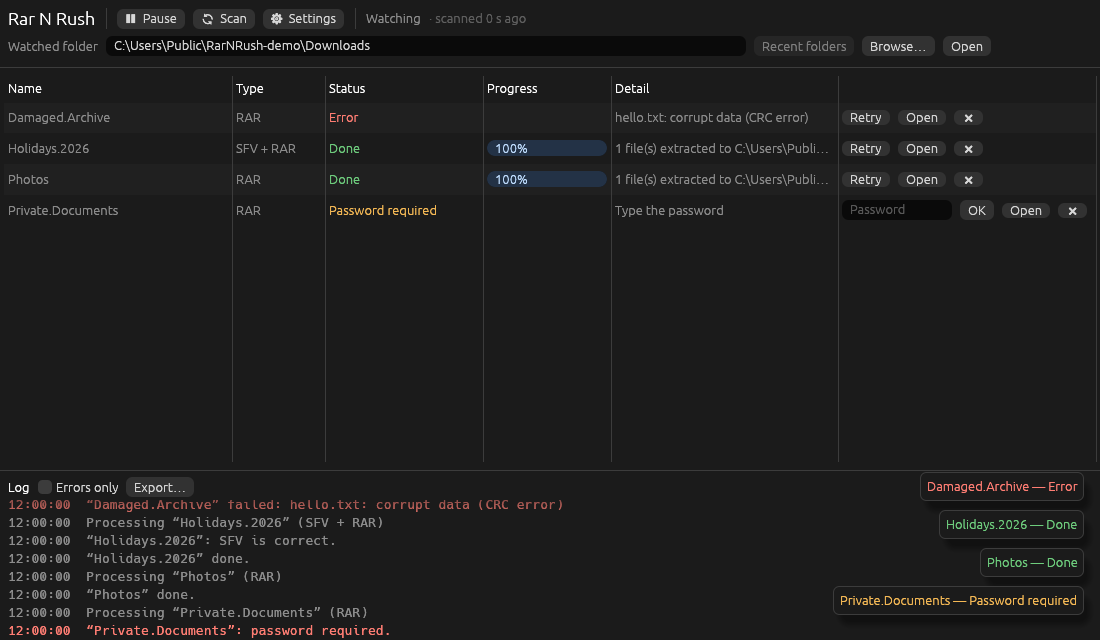 Rar N Rush Pause Scan Settings Watching · scanned 0 s ago
Watched folder C:\Users\Public\RarNRush-demo\Downloads Recent folders Browse… Open
Name Type Status Progress Detail
Damaged.Archive RAR Error hello.txt: corrupt data (CRC error) Retry Open ×
Holidays.2026 SFV + RAR Done 100% 1 file(s) extracted to C:\Users\Publi… Retry Open ×
Photos RAR Done 100% 1 file(s) extracted to C:\Users\Publi… Retry Open ×
Private.Documents RAR Password required Type the password Password OK Open ×
Log Errors only Export…
12:00:00 “Damaged.Archive” failed: hello.txt: corrupt data (CRC error)
12:00:00 Processing “Holidays.2026” (SFV + RAR)
12:00:00 “Holidays.2026”: SFV is correct.
12:00:00 “Holidays.2026” done.
12:00:00 Processing “Photos” (RAR)
12:00:00 “Photos” done.
12:00:00 Processing “Private.Documents” (RAR)
12:00:00 “Private.Documents”: password required.
Damaged.Archive — Error
Holidays.2026 — Done
Photos — Done
Private.Documents — Password required